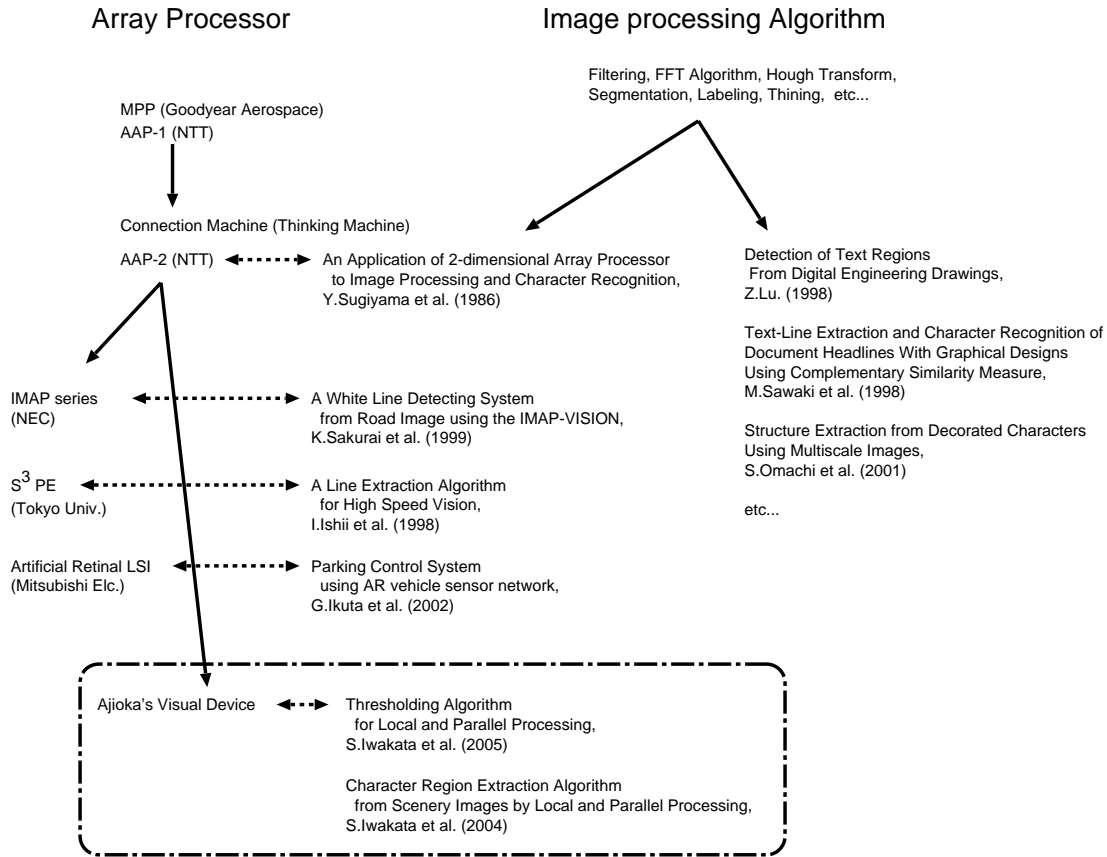 Array Processor
Image processing Algorithm
Filtering, FFT Algorithm, Hough Transform,
Segmentation, Labeling, Thining, etc...
MPP (Goodyear Aerospace)
AAP-1 (NTT)
Connection Machine (Thinking Machine)
AAP-2 (NTT)
An Application of 2-dimensional Array Processor
to Image Processing and Character Recognition,
Y.Sugiyama et al. (1986)
Detection of Text Regions
From Digital Engineering Drawings,
Z.Lu. (1998)
Text-Line Extraction and Character Recognition of
Document Headlines With Graphical Designs
Using Complementary Similarity Measure,
M.Sawaki et al. (1998)
Structure Extraction from Decorated Characters
Using Multiscale Images,
S.Omachi et al. (2001)
etc...
IMAP series
(NEC)
A White Line Detecting System
from Road Image using the IMAP-VISION,
K.Sakurai et al. (1999)
S³ PE
(Tokyo Univ.)
A Line Extraction Algorithm
for High Speed Vision,
I.Ishii et al. (1998)
Artificial Retinal LSI
(Mitsubishi Elc.)
Parking Control System
using AR vehicle sensor network,
G.Ikuta et al. (2002)
Ajioka's Visual Device
Thresholding Algorithm
for Local and Parallel Processing,
S.Iwakata et al. (2005)
Character Region Extraction Algorithm
from Scenery Images by Local and Parallel Processing,
S.Iwakata et al. (2004)